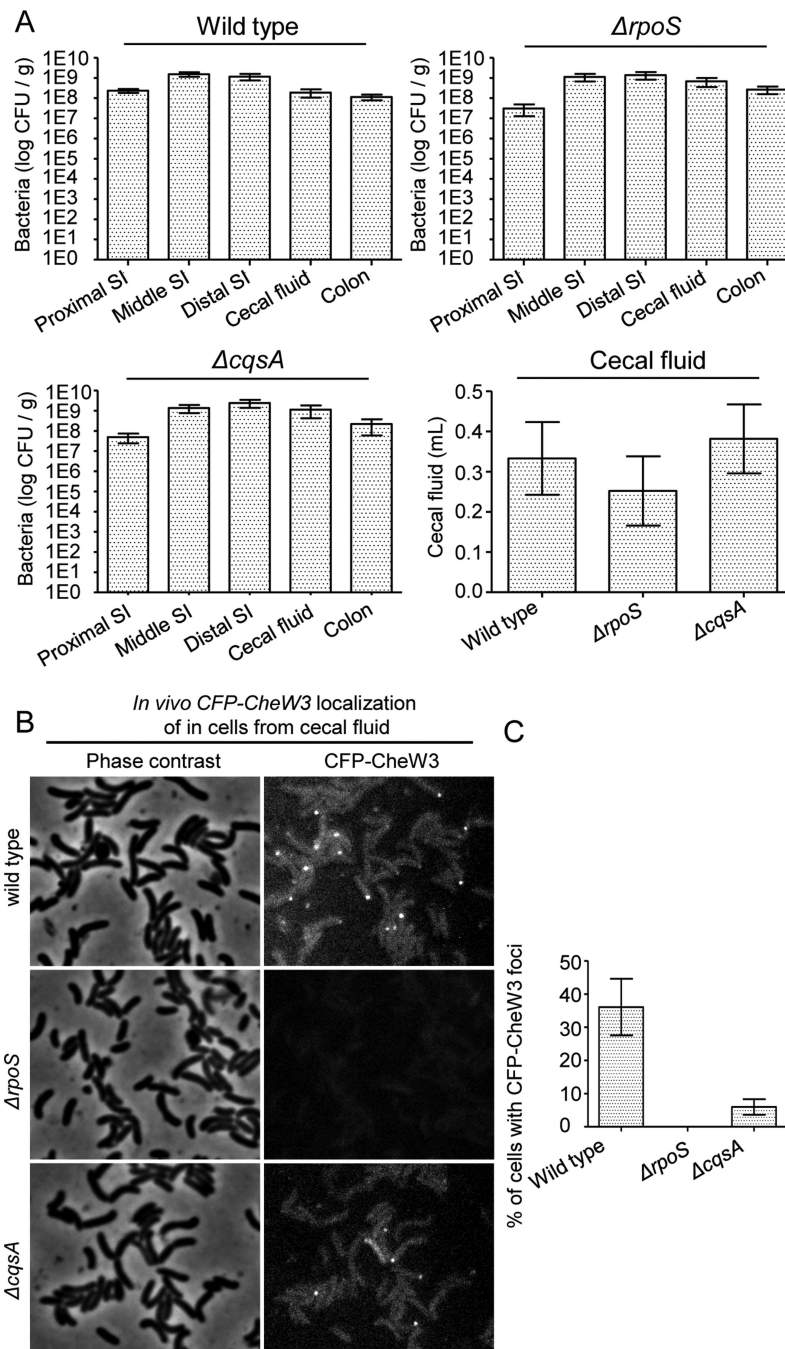 A
Wild type
Bacteria (log CFU / g)
1E10
1E9
1E8
1E7
1E6
1E5
1E4
1E3
1E2
1E1
1E0
Proximal SI
Middle SI
Distal SI
Cecal fluid
Colon
ΔrpoS
Bacteria (log CFU / g)
1E10
1E9
1E8
1E7
1E6
1E5
1E4
1E3
1E2
1E1
1E0
Proximal SI
Middle SI
Distal SI
Cecal fluid
Colon
ΔcqsA
Bacteria (log CFU / g)
1E10
1E9
1E8
1E7
1E6
1E5
1E4
1E3
1E2
1E1
1E0
Proximal SI
Middle SI
Distal SI
Cecal fluid
Colon
Cecal fluid
Cecal fluid (mL)
0.5
0.4
0.3
0.2
0.1
0.0
Wild type
ΔrpoS
ΔcqsA
B
In vivo CFP-CheW3 localization
of in cells from cecal fluid
Phase contrast
CFP-CheW3
wild type
ΔrpoS
ΔcqsA
C
% of cells with CFP-CheW3 foci
50
40
30
20
10
0
Wild type
ΔrpoS
ΔcqsA